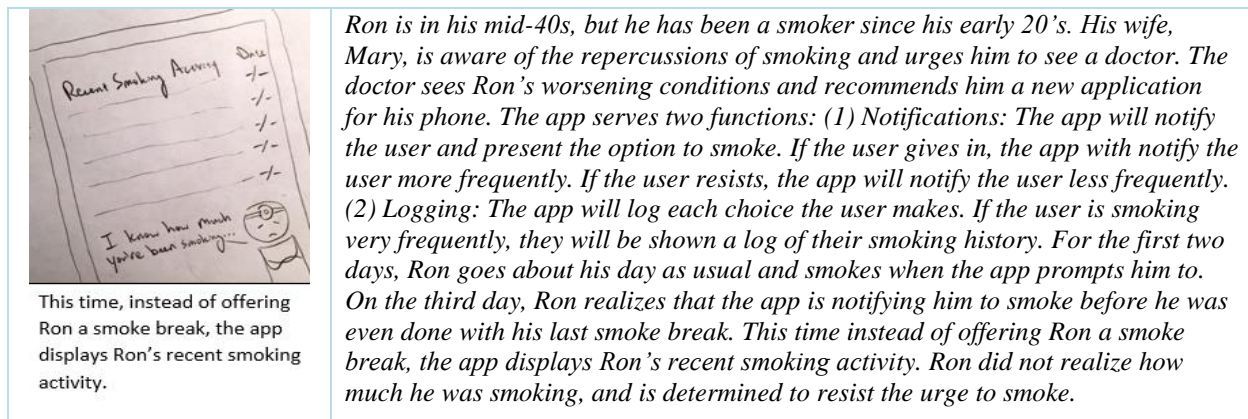 Recent Smoking Activity Date
-/-
-/-
-/-
-/-
-/-
I know how much
you've been smoking...
This time, instead of offering
Ron a smoke break, the app
displays Ron's recent smoking
activity.
Ron is in his mid-40s, but he has been a smoker since his early 20's. His wife,
Mary, is aware of the repercussions of smoking and urges him to see a doctor. The
doctor sees Ron's worsening conditions and recommends him a new application
for his phone. The app serves two functions: (1) Notifications: The app will notify
the user and present the option to smoke. If the user gives in, the app with notify the
user more frequently. If the user resists, the app will notify the user less frequently.
(2) Logging: The app will log each choice the user makes. If the user is smoking
very frequently, they will be shown a log of their smoking history. For the first two
days, Ron goes about his day as usual and smokes when the app prompts him to.
On the third day, Ron realizes that the app is notifying him to smoke before he was
even done with his last smoke break. This time instead of offering Ron a smoke
break, the app displays Ron's recent smoking activity. Ron did not realize how
much he was smoking, and is determined to resist the urge to smoke.